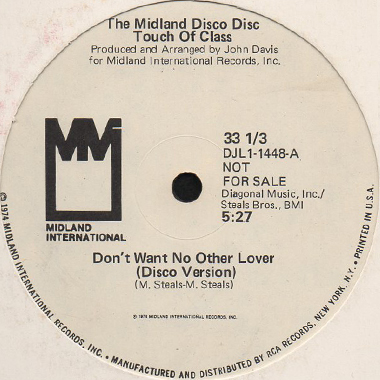 The Midland Disco Disc
Touch Of Class
Produced and Arranged by John Davis
for Midland International Records, Inc.
MM
MIDLAND
INTERNATIONAL
33 1/3
DJL1-1448-A
NOT
FOR SALE
Diagonal Music, Inc./
Steals Bros., BMI
5:27
Don't Want No Other Lover
(Disco Version)
(M. Steals-M. Steals)
℗ 1974 MIDLAND INTERNATIONAL RECORDS, INC.
© 1974 MIDLAND INTERNATIONAL RECORDS, INC. • MANUFACTURED AND DISTRIBUTED BY RCA RECORDS, NEW YORK, N.Y. • PRINTED IN U.S.A.